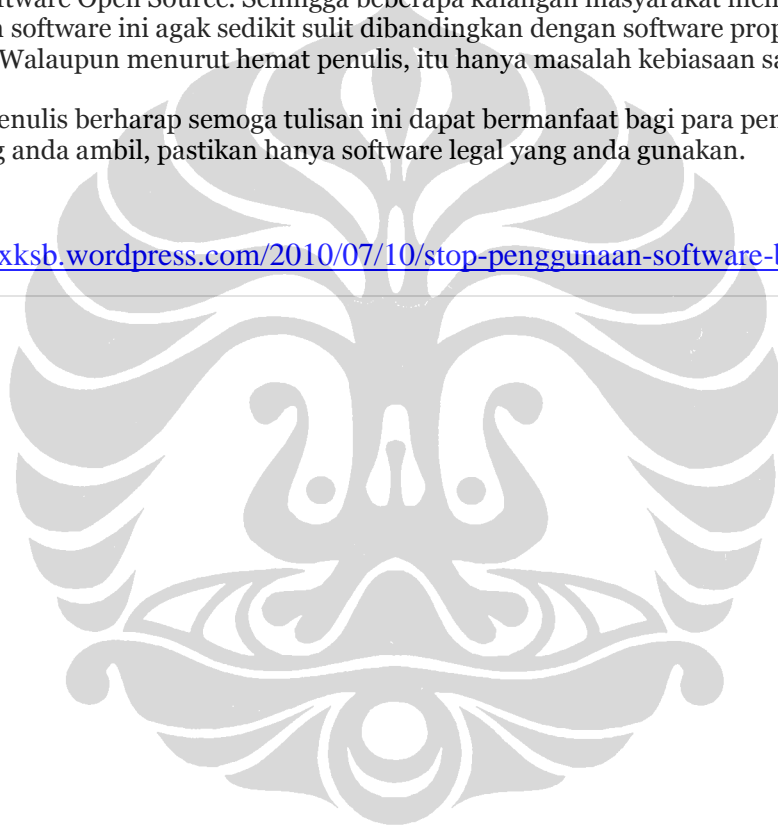 tware Open Source. Sehingga beberapa kalangan masyarakat men
software ini agak sedikit sulit dibandingkan dengan software prop
Walaupun menurut hemat penulis, itu hanya masalah kebiasaan sa
enulis berharap semoga tulisan ini dapat bermanfaat bagi para pen
g anda ambil, pastikan hanya software legal yang anda gunakan.
xksb.wordpress.com/2010/07/10/stop-penggunaan-software-b